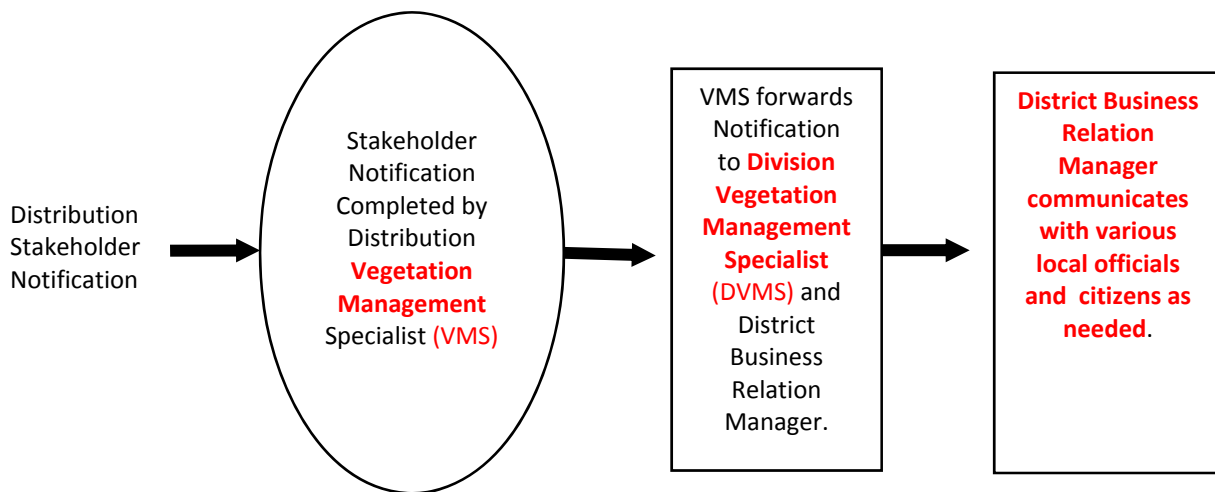 Distribution
Stakeholder
Notification
Stakeholder
Notification
Completed by
Distribution
Vegetation
Management
Specialist (VMS)
VMS forwards
Notification
to Division
Vegetation
Management
Specialist
(DVMS) and
District
Business
Relation
Manager.
District Business
Relation
Manager
communicates
with various
local officials
and citizens as
needed.